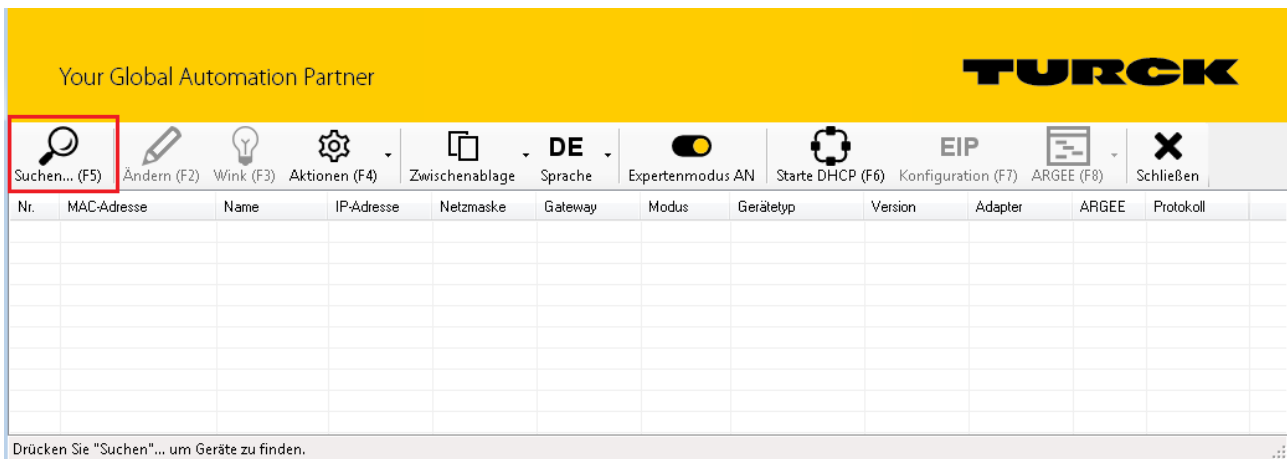 Your Global Automation Partner
TURCK
DE
EIP
Suchen... (F5) Ändern (F2) Wink (F3) Aktionen (F4) Zwischenablage Sprache Expertenmodus AN Starte DHCP (F6) Konfiguration (F7) ARGEE (F8) Schließen
Nr. MAC-Adresse Name IP-Adresse Netzmaske Gateway Modus Gerätetyp Version Adapter ARGEE Protokoll
Drücken Sie "Suchen"... um Geräte zu finden.